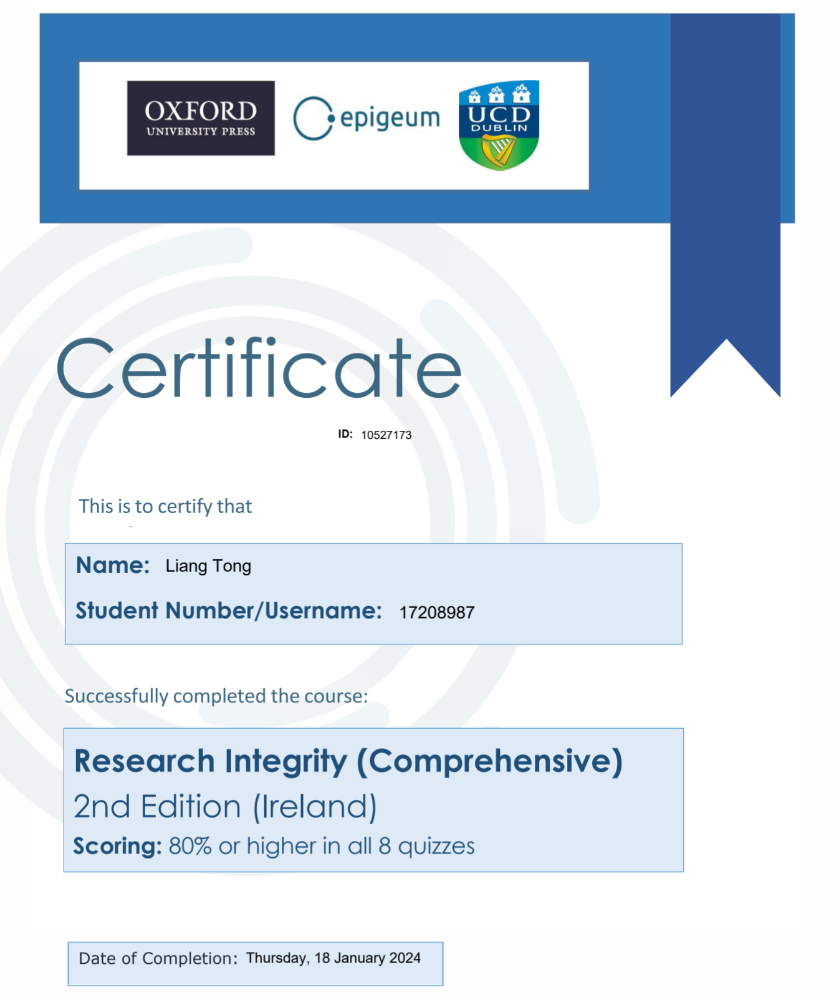 OXFORD
UNIVERSITY PRESS
epigeum
UCD
DUBLIN
Certificate
ID: 10527173
This is to certify that
Name: Liang Tong
Student Number/Username: 17208987
Successfully completed the course:
Research Integrity (Comprehensive)
2nd Edition (Ireland)
Scoring: 80% or higher in all 8 quizzes
Date of Completion: Thursday, 18 January 2024